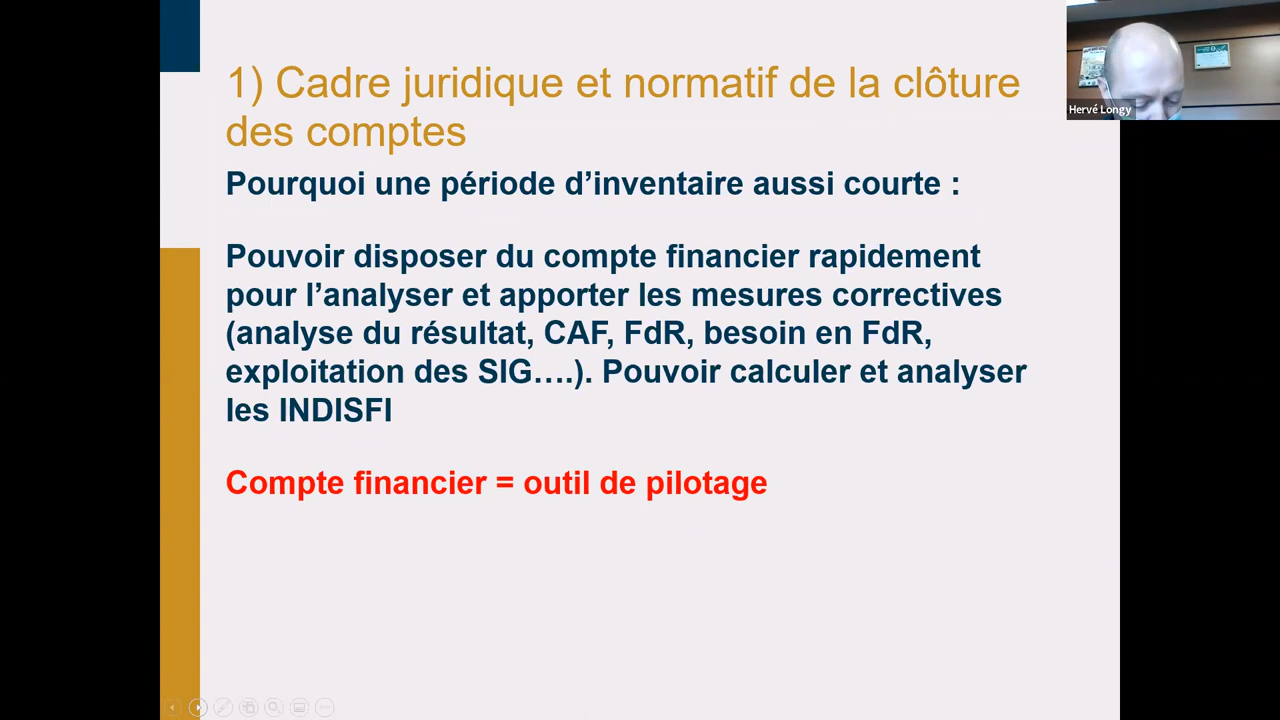 1) Cadre juridique et normatif de la clôture
des comptes
Pourquoi une période d’inventaire aussi courte :
Pouvoir disposer du compte financier rapidement
pour l’analyser et apporter les mesures correctives
(analyse du résultat, CAF, FdR, besoin en FdR,
exploitation des SIG….). Pouvoir calculer et analyser
les INDISFI
Compte financier = outil de pilotage
Hervé Longy